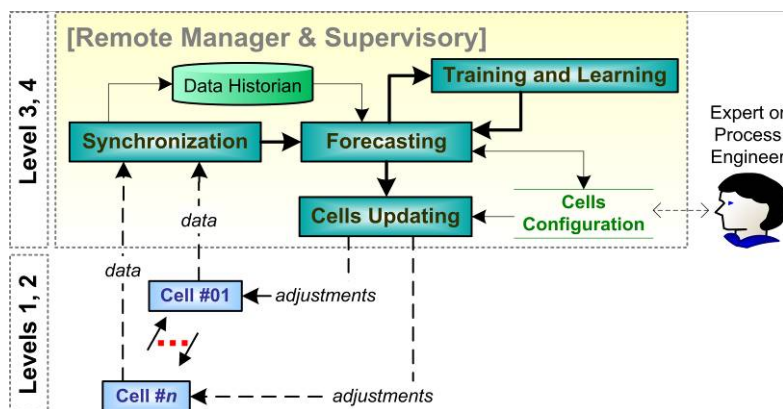 [Remote Manager & Supervisory]
Level 3, 4
Data Historian
Training and Learning
Synchronization
Forecasting
Expert or
Process
Engineer
Cells Updating
Cells
Configuration
data
data
Levels 1, 2
Cell #01
adjustments
Cell #n
adjustments